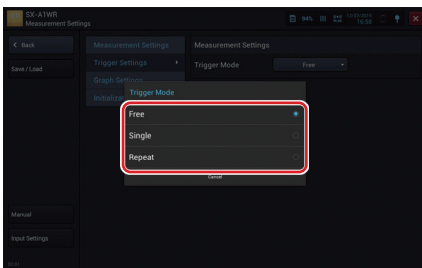 SX-A1WR
Measurement Settings
94%
Back
Measurement Settings
Measurement Settings
Save / Load
Trigger Settings
Trigger Mode
Free
Graph Settings
Trigger Mode
Free
Single
Repeat
Cancel
Manual
Input Settings